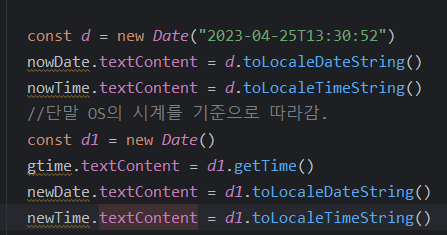 const d = new Date("2023-04-25T13:30:52")
nowDate.textContent = d.toLocaleDateString()
nowTime.textContent = d.toLocaleTimeString()
//단말 OS의 시계를 기준으로 따라감.
const d1 = new Date()
gtime.textContent = d1.getTime()
newDate.textContent = d1.toLocaleDateString()
newTime.textContent = d1.toLocaleTimeString()